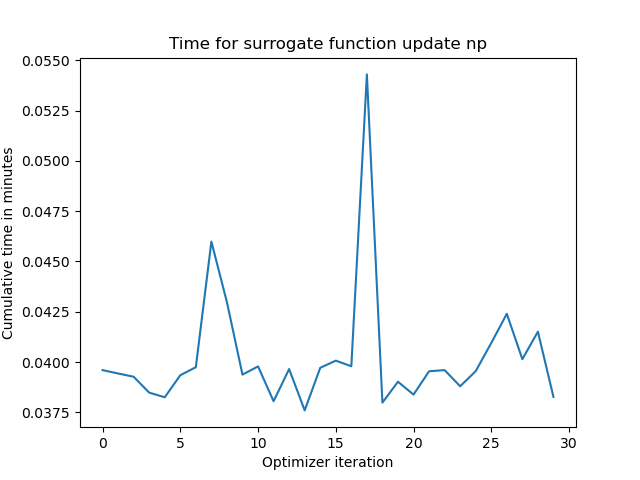 Time for surrogate function update np
Cumulative time in minutes
0.0550
0.0525
0.0500
0.0475
0.0450
0.0425
0.0400
0.0375
0 5 10 15 20 25 30
Optimizer iteration